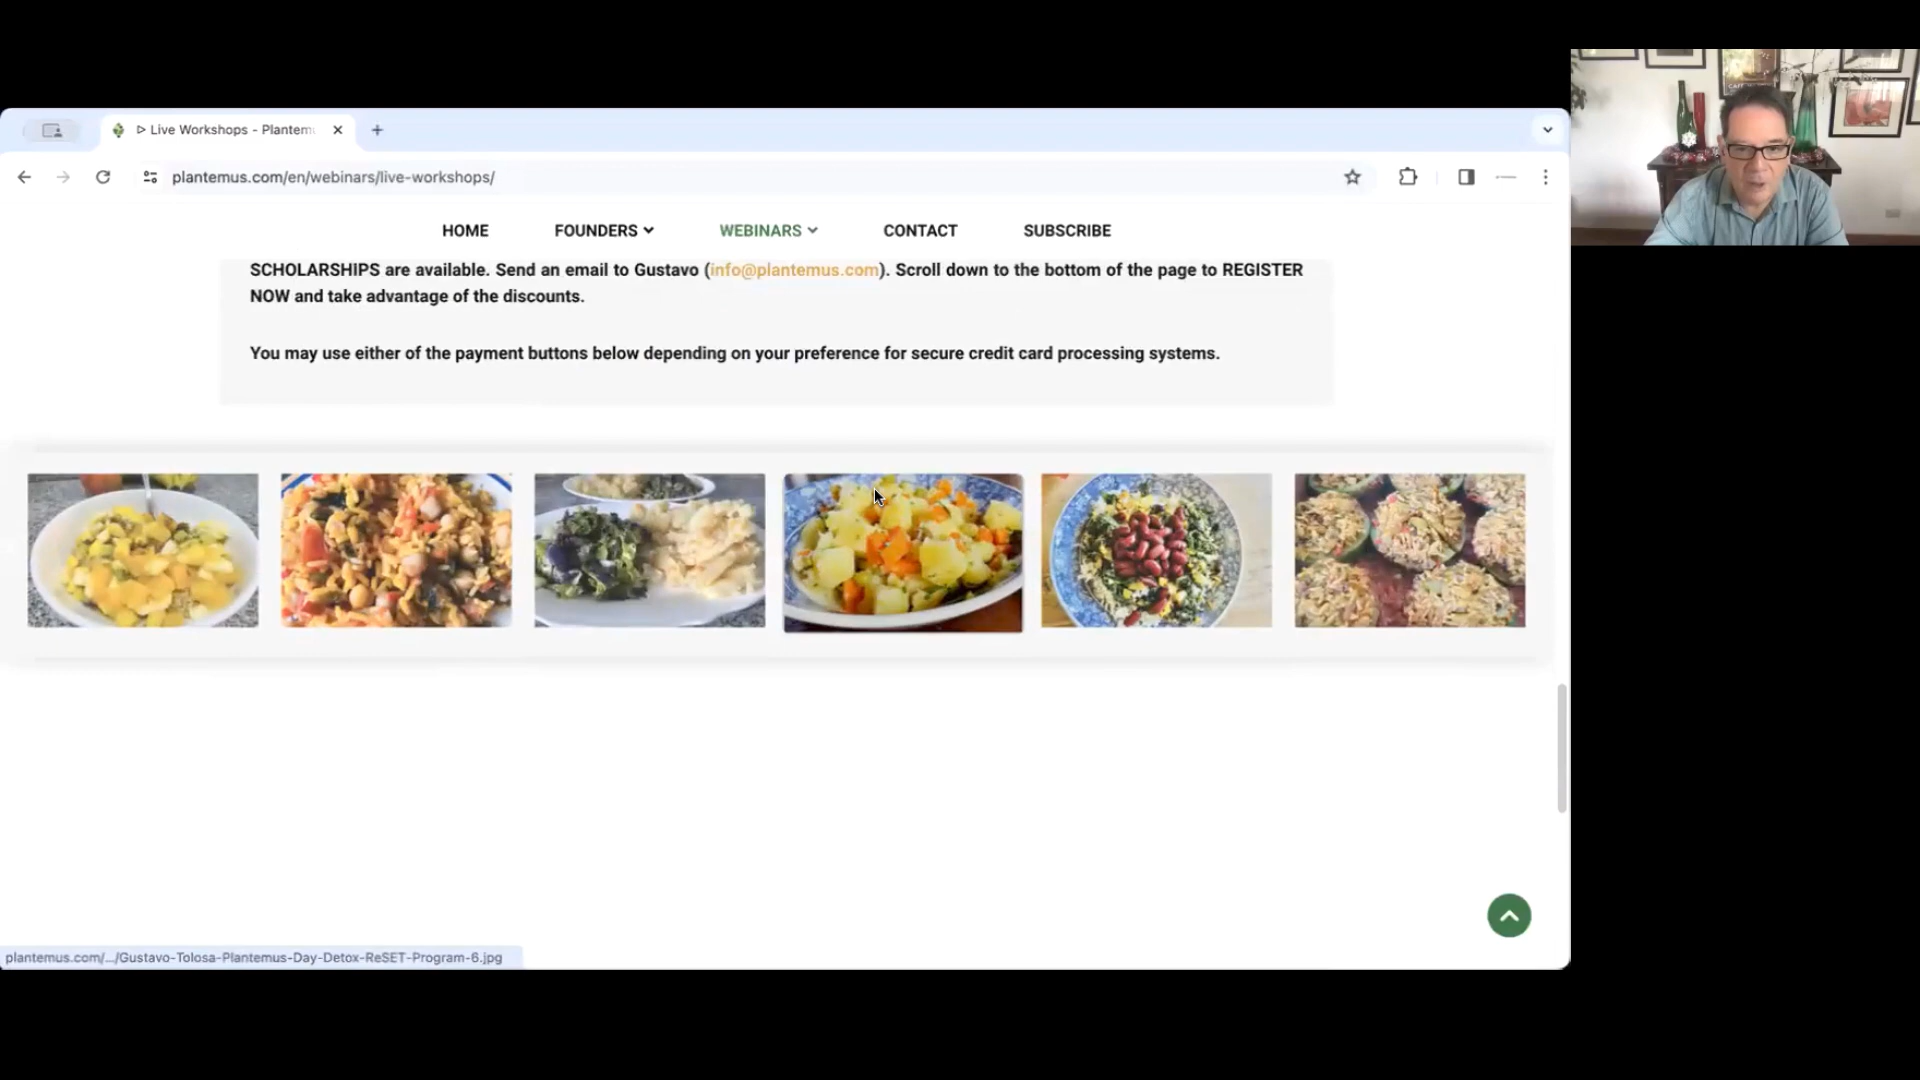 Live Workshops - Plantem
plantemus.com/en/webinars/live-workshops/
HOME FOUNDERS WEBINARS CONTACT SUBSCRIBE
SCHOLARSHIPS are available. Send an email to Gustavo (info@plantemus.com). Scroll down to the bottom of the page to REGISTER
NOW and take advantage of the discounts.
You may use either of the payment buttons below depending on your preference for secure credit card processing systems.
plantemus.com/.../Gustavo-Tolosa-Plantemus-Day-Detox-ReSET-Program-6.jpg